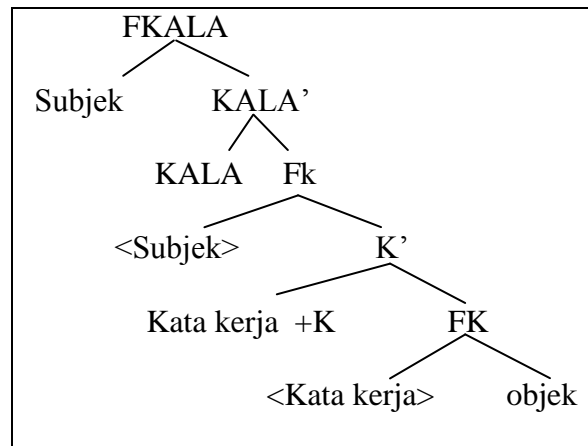 FKALA
Subjek KALA’
KALA Fk
<Subjek> K’
Kata kerja +K FK
<Kata kerja> objek